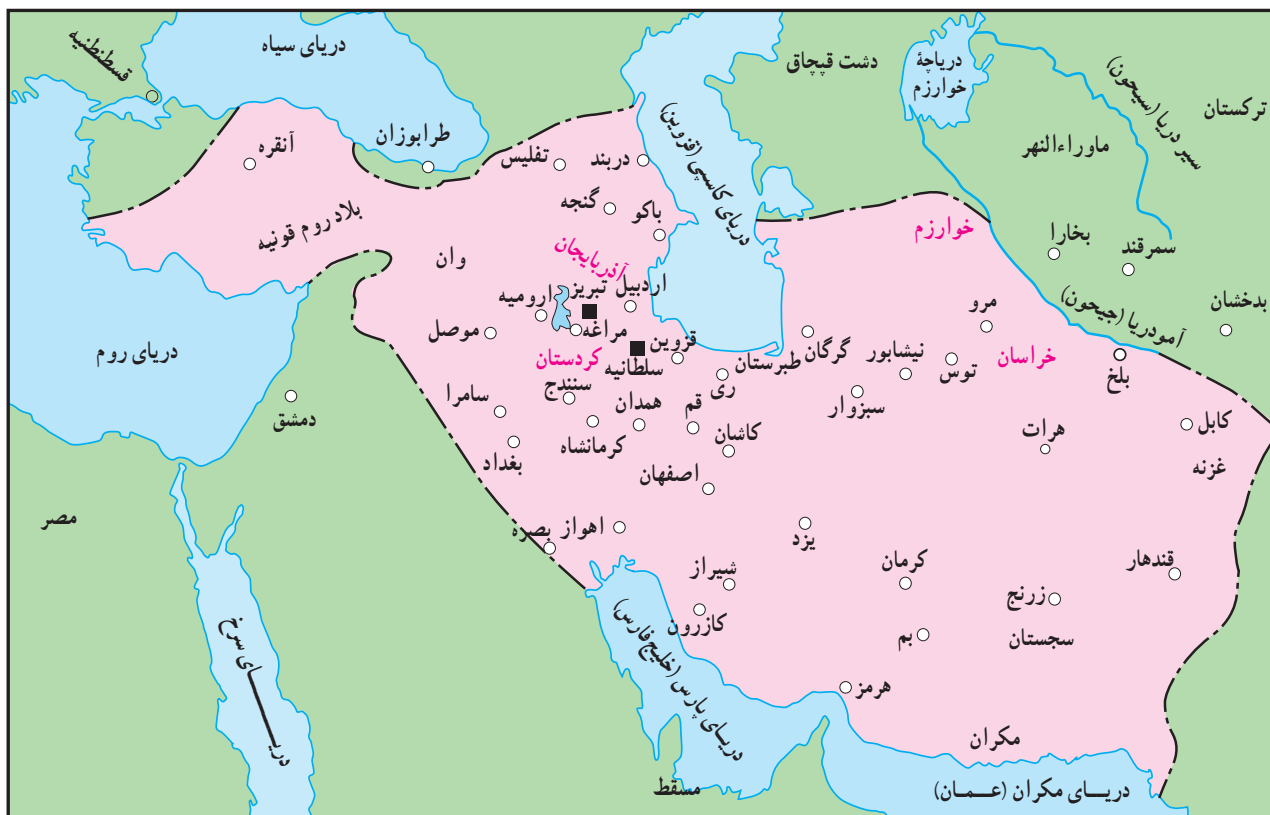 دریای سیاه
قسطنطنیه
دشت قپچاق
دریاچۀ
خوارزم
سیر دریا (سیحون)
ترکستان
ماوراءالنهر
آنقره
طرابوزان
تفلیس
دربند
دریای کاسپی (قزوین)
گنجه
باکو
بلاد روم قونیه
خوارزم
بخارا
سمرقند
بدخشان
آمودریا (جیحون)
وان
آذربایجان
ارومیه
تبریز
اردبیل
مراغه
موصل
کردستان
سلطانیه
قزوین
طبرستان
گرگان
نیشابور
مرو
توس
خراسان
بلخ
دریای روم
دمشق
سامرا
سنندج
همدان
قم
ری
سبزوار
کابل
غزنه
هرات
بغداد
کرمانشاه
کاشان
اصفهان
مصر
بصره
اهواز
یزد
شیراز
کرمان
قندهار
زرنج
سجستان
کازرون
بم
دریای سرخ
دریای پارس (خلیج‌فارس)
هرمز
مکران
مسقط
دریای مکران (عمان)